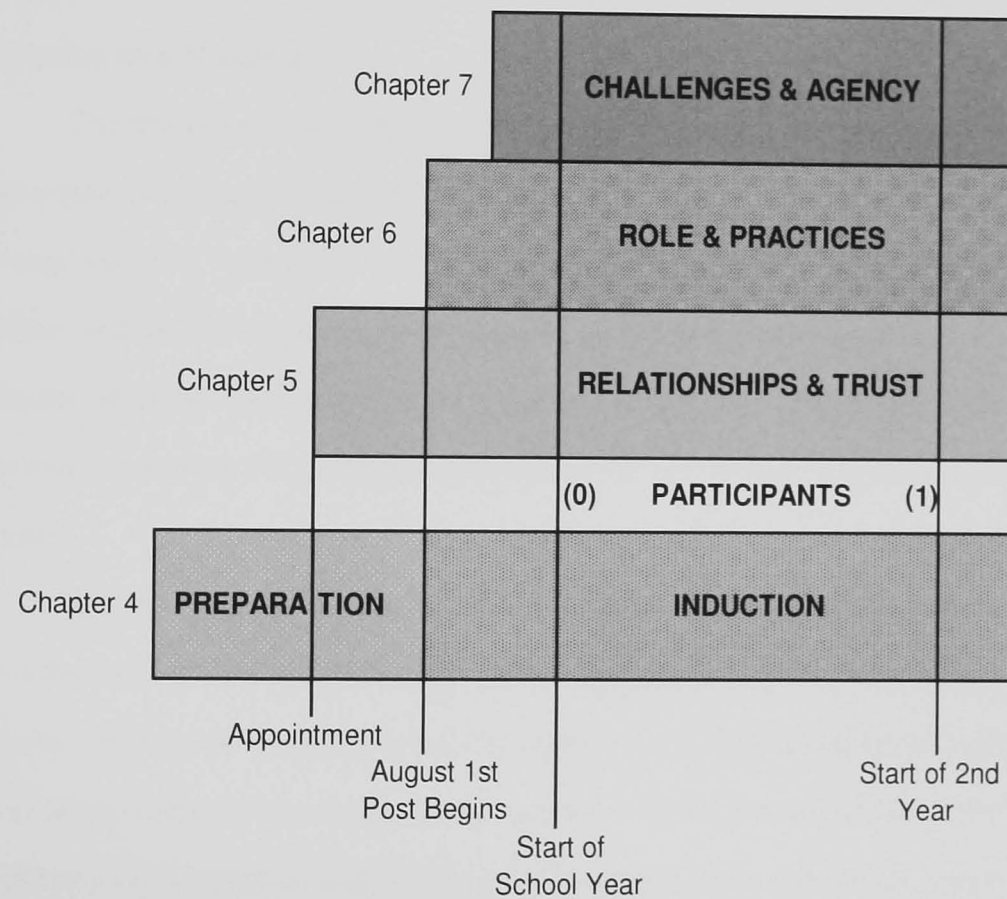 Chapter 7 CHALLENGES & AGENCY
Chapter 6 ROLE & PRACTICES
Chapter 5 RELATIONSHIPS & TRUST
(0) PARTICIPANTS (1)
Chapter 4 PREPARATION INDUCTION
Appointment
August 1st
Post Begins
Start of 2nd
Year
Start of
School Year